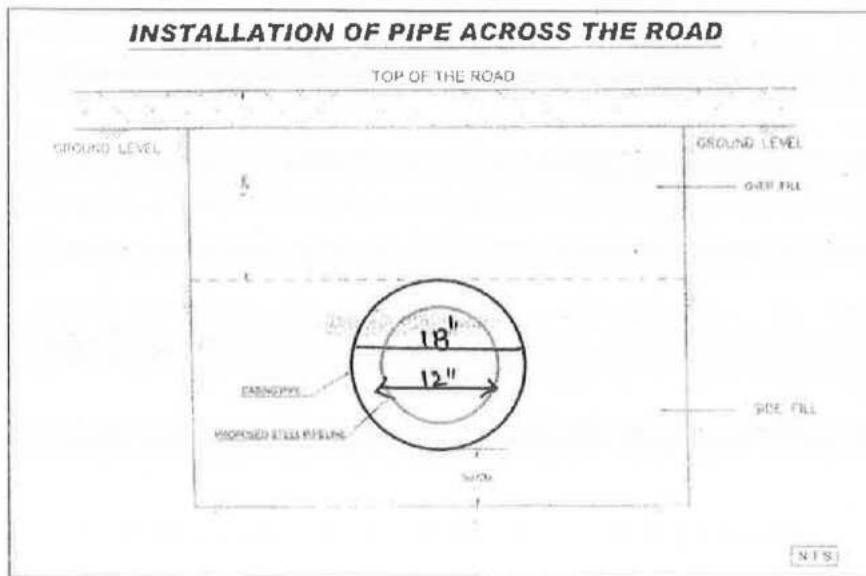 INSTALLATION OF PIPE ACROSS THE ROAD
TOP OF THE ROAD
GROUND LEVEL
GROUND LEVEL
OVER FILL
18"
12"
CASING PIPE
SIDE FILL
PROPOSED STEEL PIPELINE
N T S